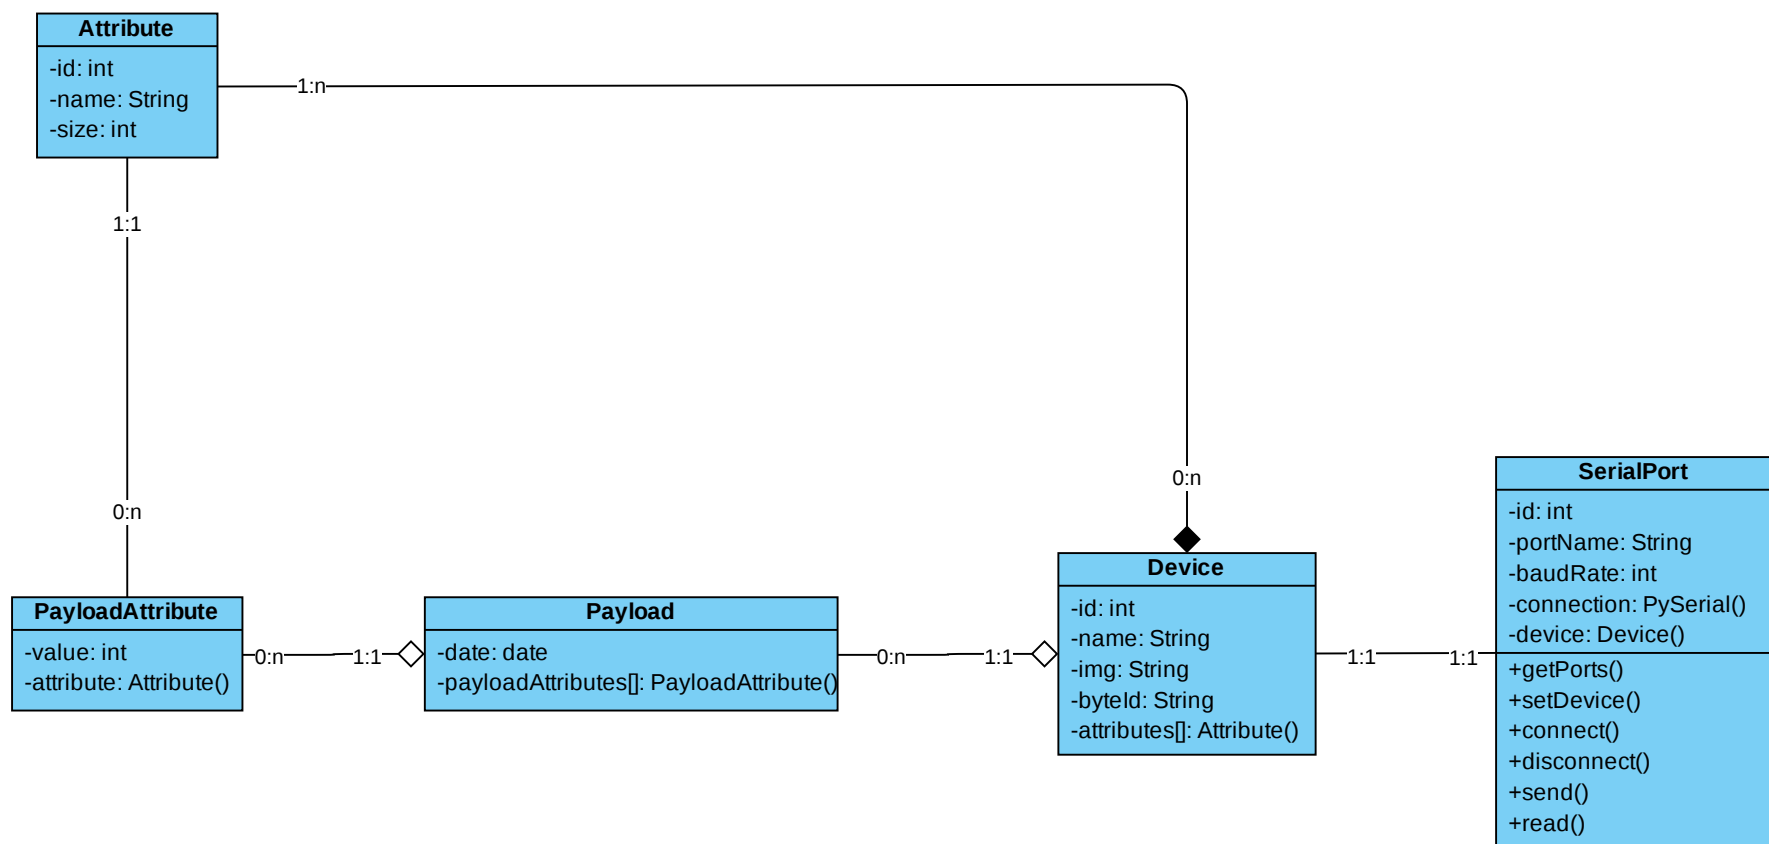 Attribute
-id: int
-name: String
-size: int
1:n
1:1
0:n
0:n
PayloadAttribute
-value: int
-attribute: Attribute()
0:n
1:1
Payload
-date: date
-payloadAttributes[]: PayloadAttribute()
0:n
1:1
Device
-id: int
-name: String
-img: String
-byteId: String
-attributes[]: Attribute()
1:1
1:1
SerialPort
-id: int
-portName: String
-baudRate: int
-connection: PySerial()
-device: Device()
+getPorts()
+setDevice()
+connect()
+disconnect()
+send()
+read()